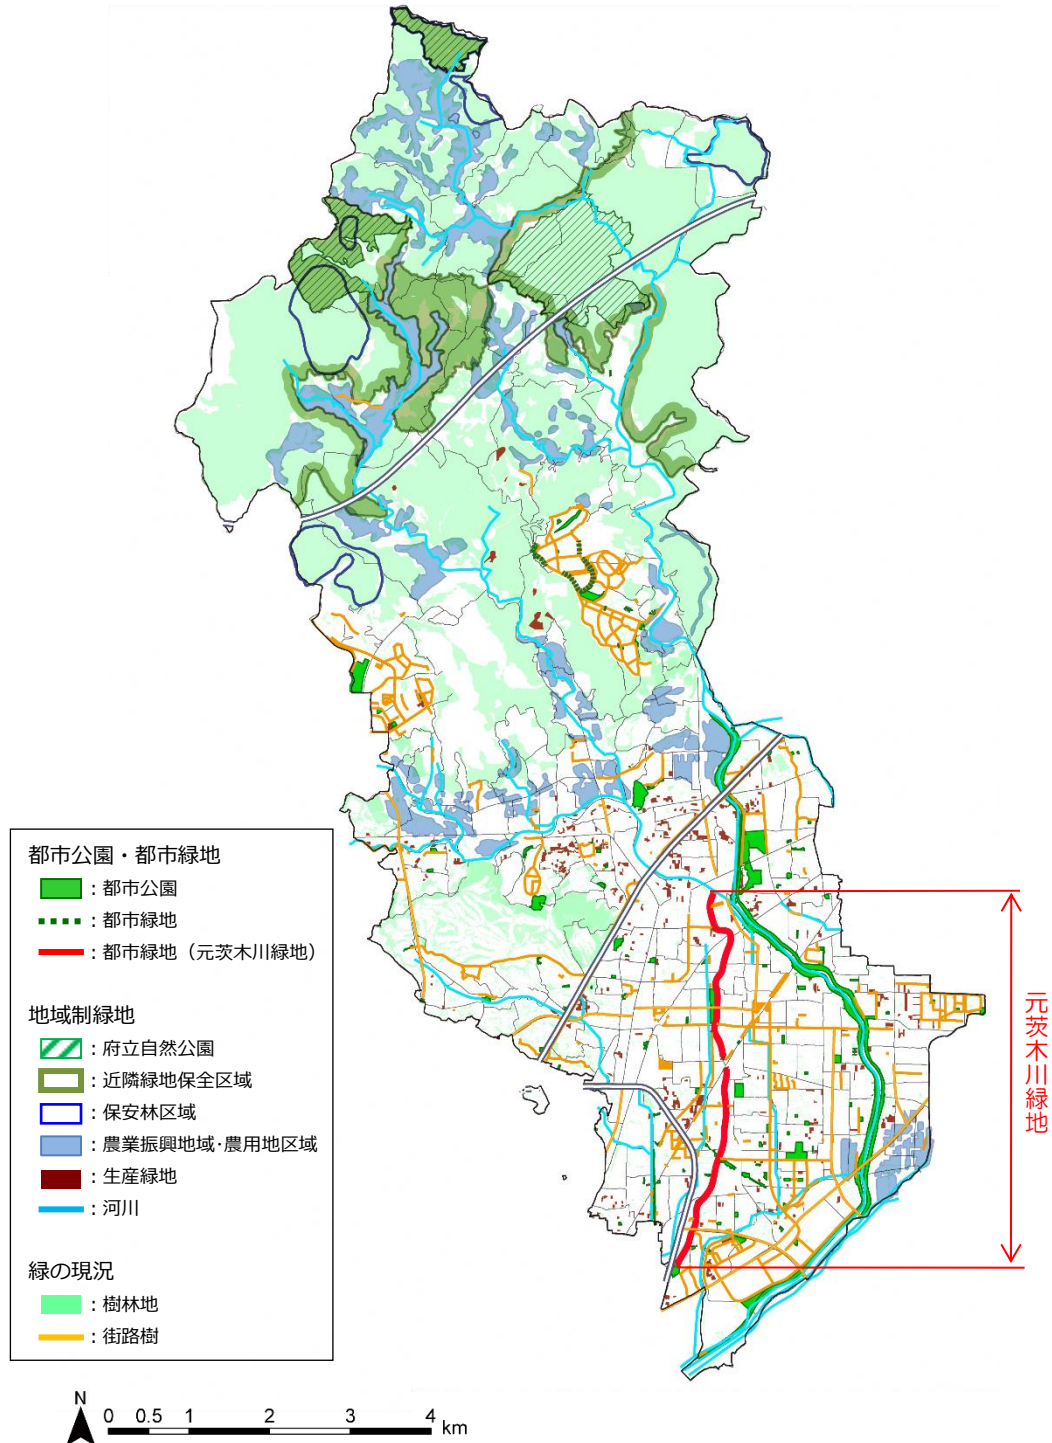 都市公園・都市緑地
：都市公園
：都市緑地
：都市緑地（元茨木川緑地）
地域制緑地
：府立自然公園
：近隣緑地保全区域
：保安林区域
：農業振興地域･農用地区域
：生産緑地
：河川
緑の現況
：樹林地
：街路樹
元茨木川緑地
N
0 0.5 1 2 3 4 km